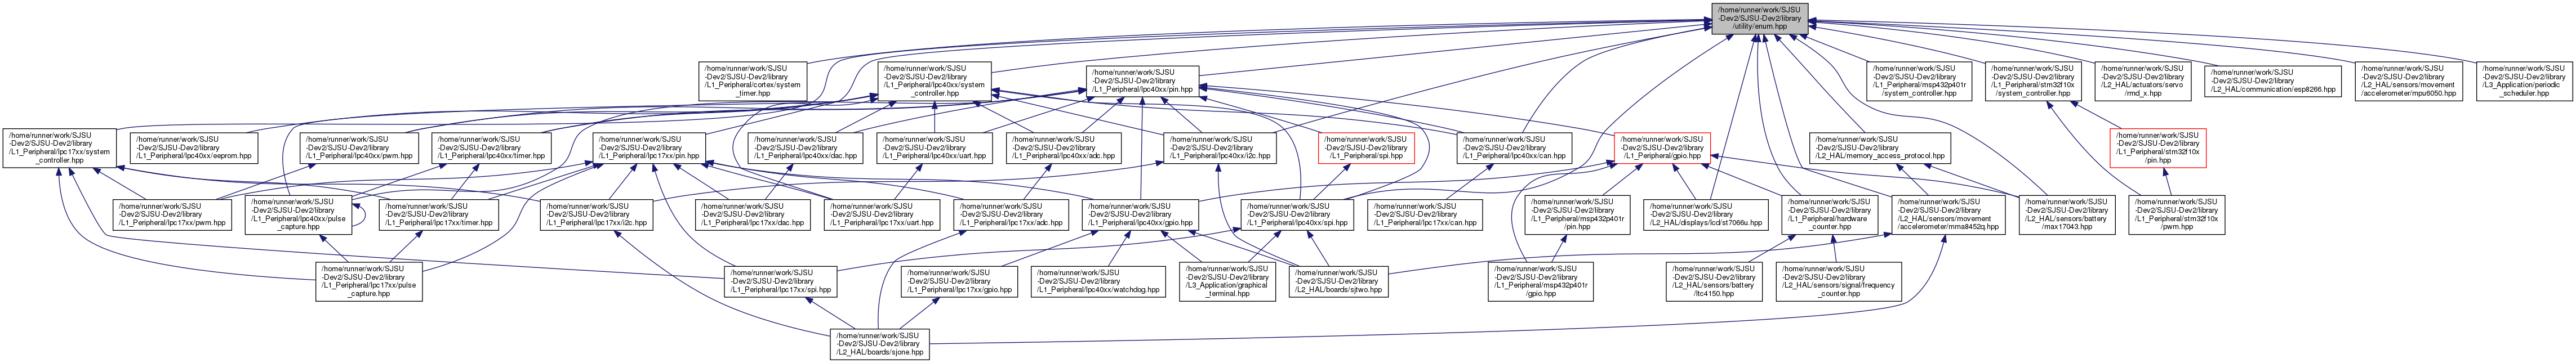 /home/runner/work/SJSU
-Dev2/SJSU-Dev2/library
/utility/enum.hpp
/home/runner/work/SJSU
-Dev2/SJSU-Dev2/library
/L1_Peripheral/cortex/system
_timer.hpp
/home/runner/work/SJSU
-Dev2/SJSU-Dev2/library
/L1_Peripheral/lpc40xx/system
_controller.hpp
/home/runner/work/SJSU
-Dev2/SJSU-Dev2/library
/L1_Peripheral/lpc40xx/pin.hpp
/home/runner/work/SJSU
-Dev2/SJSU-Dev2/library
/L1_Peripheral/msp432p401r
/system_controller.hpp
/home/runner/work/SJSU
-Dev2/SJSU-Dev2/library
/L1_Peripheral/stm32f10x
/system_controller.hpp
/home/runner/work/SJSU
-Dev2/SJSU-Dev2/library
/L2_HAL/actuators/servo
/rmd_x.hpp
/home/runner/work/SJSU
-Dev2/SJSU-Dev2/library
/L2_HAL/communication/esp8266.hpp
/home/runner/work/SJSU
-Dev2/SJSU-Dev2/library
/L2_HAL/sensors/movement
/accelerometer/mpu6050.hpp
/home/runner/work/SJSU
-Dev2/SJSU-Dev2/library
/L3_Application/periodic
_scheduler.hpp
/home/runner/work/SJSU
-Dev2/SJSU-Dev2/library
/L1_Peripheral/lpc17xx/system
_controller.hpp
/home/runner/work/SJSU
-Dev2/SJSU-Dev2/library
/L1_Peripheral/lpc40xx/eeprom.hpp
/home/runner/work/SJSU
-Dev2/SJSU-Dev2/library
/L1_Peripheral/lpc40xx/pwm.hpp
/home/runner/work/SJSU
-Dev2/SJSU-Dev2/library
/L1_Peripheral/lpc40xx/timer.hpp
/home/runner/work/SJSU
-Dev2/SJSU-Dev2/library
/L1_Peripheral/lpc17xx/pin.hpp
/home/runner/work/SJSU
-Dev2/SJSU-Dev2/library
/L1_Peripheral/lpc40xx/dac.hpp
/home/runner/work/SJSU
-Dev2/SJSU-Dev2/library
/L1_Peripheral/lpc40xx/uart.hpp
/home/runner/work/SJSU
-Dev2/SJSU-Dev2/library
/L1_Peripheral/lpc40xx/adc.hpp
/home/runner/work/SJSU
-Dev2/SJSU-Dev2/library
/L1_Peripheral/lpc40xx/i2c.hpp
/home/runner/work/SJSU
-Dev2/SJSU-Dev2/library
/L1_Peripheral/spi.hpp
/home/runner/work/SJSU
-Dev2/SJSU-Dev2/library
/L1_Peripheral/lpc40xx/can.hpp
/home/runner/work/SJSU
-Dev2/SJSU-Dev2/library
/L1_Peripheral/gpio.hpp
/home/runner/work/SJSU
-Dev2/SJSU-Dev2/library
/L2_HAL/memory_access_protocol.hpp
/home/runner/work/SJSU
-Dev2/SJSU-Dev2/library
/L1_Peripheral/stm32f10x
/pin.hpp
/home/runner/work/SJSU
-Dev2/SJSU-Dev2/library
/L1_Peripheral/lpc17xx/pwm.hpp
/home/runner/work/SJSU
-Dev2/SJSU-Dev2/library
/L1_Peripheral/lpc40xx/pulse
_capture.hpp
/home/runner/work/SJSU
-Dev2/SJSU-Dev2/library
/L1_Peripheral/lpc17xx/timer.hpp
/home/runner/work/SJSU
-Dev2/SJSU-Dev2/library
/L1_Peripheral/lpc17xx/i2c.hpp
/home/runner/work/SJSU
-Dev2/SJSU-Dev2/library
/L1_Peripheral/lpc17xx/dac.hpp
/home/runner/work/SJSU
-Dev2/SJSU-Dev2/library
/L1_Peripheral/lpc17xx/uart.hpp
/home/runner/work/SJSU
-Dev2/SJSU-Dev2/library
/L1_Peripheral/lpc17xx/adc.hpp
/home/runner/work/SJSU
-Dev2/SJSU-Dev2/library
/L1_Peripheral/lpc40xx/gpio.hpp
/home/runner/work/SJSU
-Dev2/SJSU-Dev2/library
/L1_Peripheral/lpc40xx/spi.hpp
/home/runner/work/SJSU
-Dev2/SJSU-Dev2/library
/L1_Peripheral/lpc17xx/can.hpp
/home/runner/work/SJSU
-Dev2/SJSU-Dev2/library
/L1_Peripheral/msp432p401r
/pin.hpp
/home/runner/work/SJSU
-Dev2/SJSU-Dev2/library
/L2_HAL/displays/lcd/st7066u.hpp
/home/runner/work/SJSU
-Dev2/SJSU-Dev2/library
/L1_Peripheral/hardware
_counter.hpp
/home/runner/work/SJSU
-Dev2/SJSU-Dev2/library
/L2_HAL/sensors/movement
/accelerometer/mma8452q.hpp
/home/runner/work/SJSU
-Dev2/SJSU-Dev2/library
/L2_HAL/sensors/battery
/max17043.hpp
/home/runner/work/SJSU
-Dev2/SJSU-Dev2/library
/L1_Peripheral/stm32f10x
/pwm.hpp
/home/runner/work/SJSU
-Dev2/SJSU-Dev2/library
/L1_Peripheral/lpc17xx/pulse
_capture.hpp
/home/runner/work/SJSU
-Dev2/SJSU-Dev2/library
/L1_Peripheral/lpc17xx/spi.hpp
/home/runner/work/SJSU
-Dev2/SJSU-Dev2/library
/L1_Peripheral/lpc17xx/gpio.hpp
/home/runner/work/SJSU
-Dev2/SJSU-Dev2/library
/L1_Peripheral/lpc40xx/watchdog.hpp
/home/runner/work/SJSU
-Dev2/SJSU-Dev2/library
/L3_Application/graphical
_terminal.hpp
/home/runner/work/SJSU
-Dev2/SJSU-Dev2/library
/L2_HAL/boards/sjtwo.hpp
/home/runner/work/SJSU
-Dev2/SJSU-Dev2/library
/L1_Peripheral/msp432p401r
/gpio.hpp
/home/runner/work/SJSU
-Dev2/SJSU-Dev2/library
/L2_HAL/sensors/battery
/ltc4150.hpp
/home/runner/work/SJSU
-Dev2/SJSU-Dev2/library
/L2_HAL/sensors/signal/frequency
_counter.hpp
/home/runner/work/SJSU
-Dev2/SJSU-Dev2/library
/L2_HAL/boards/sjone.hpp